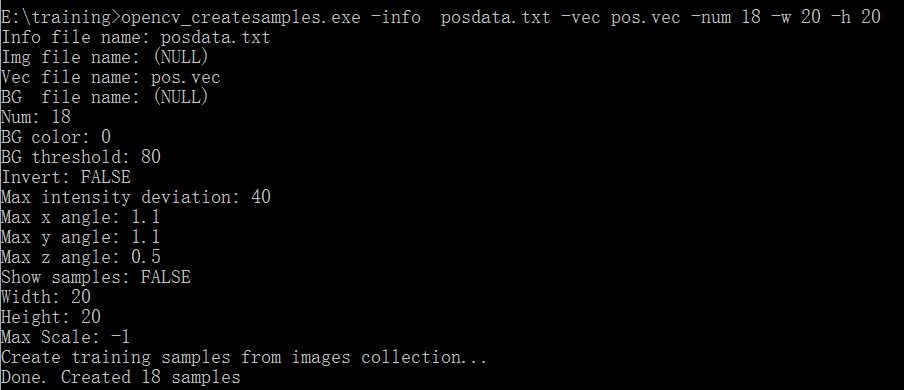 E:\training>opencv_createsamples.exe -info  posdata.txt -vec pos.vec -num 18 -w 20 -h 20
Info file name: posdata.txt
Img file name: (NULL)
Vec file name: pos.vec
BG  file name: (NULL)
Num: 18
BG color: 0
BG threshold: 80
Invert: FALSE
Max intensity deviation: 40
Max x angle: 1.1
Max y angle: 1.1
Max z angle: 0.5
Show samples: FALSE
Width: 20
Height: 20
Max Scale: -1
Create training samples from images collection...
Done. Created 18 samples